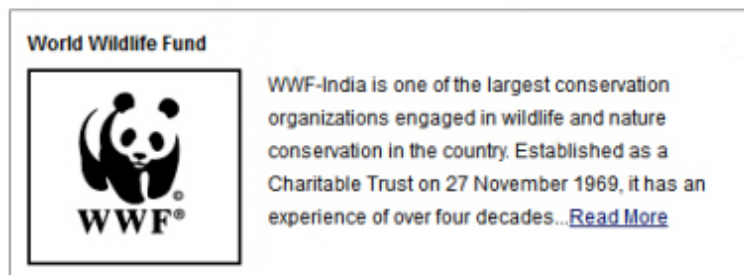 World Wildlife Fund
WWF-India is one of the largest conservation
organizations engaged in wildlife and nature
conservation in the country. Established as a
Charitable Trust on 27 November 1969, it has an
experience of over four decades...Read More
©
WWF®